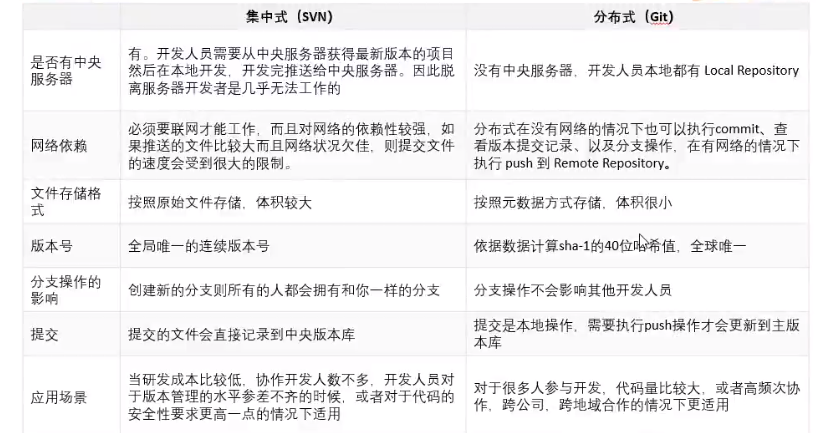 集中式（SVN）
分布式（Git）
是否有中央
服务器
有。开发人员需要从中央服务器获得最新版本的项目
然后在本地开发，开发完推送给中央服务器。因此脱
离服务器开发者是几乎无法工作的
没有中央服务器，开发人员本地都有 Local Repository
网络依赖
必须要联网才能工作，而且对网络的依赖性较强，如
果推送的文件比较大而且网络状况欠佳，则提交文件
的速度会受到很大的限制。
分布式在没有网络的情况下也可以执行commit、查
看版本提交记录、以及分支操作，在有网络的情况下
执行 push 到 Remote Repository。
文件存储格
式
按照原始文件存储，体积较大
按照元数据方式存储，体积很小
版本号
全局唯一的连续版本号
依据数据计算sha-1的40位哈希值，全球唯一
分支操作的
影响
创建新的分支则所有的人都会拥有和你一样的分支
分支操作不会影响其他开发人员
提交
提交的文件会直接记录到中央版本库
提交是本地操作，需要执行push操作才会更新到主版
本库
应用场景
当研发成本比较低，协作开发人数不多，开发人员对
于版本管理的水平参差不齐的时候，或者对于代码的
安全性要求更高一点的情况下适用
对于很多人参与开发，代码量比较大，或者高频次协
作，跨公司，跨地域合作的情况下更适用